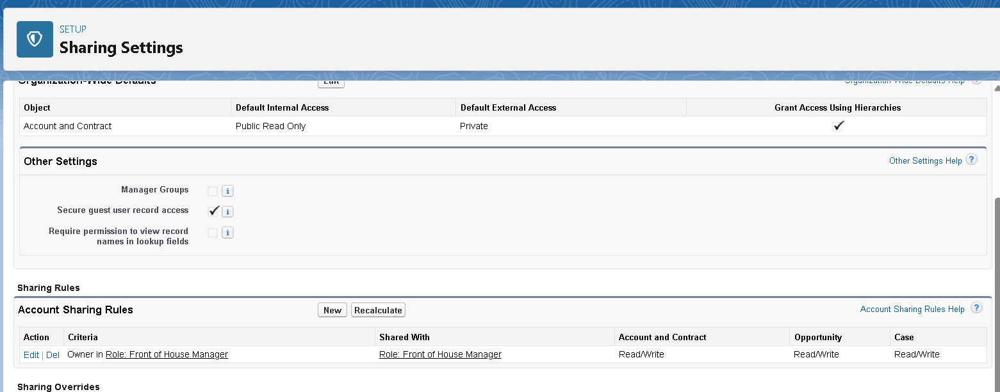 SETUP
Sharing Settings
Organization-Wide Defaults Edit Organization-Wide Defaults Help ?
Object Default Internal Access Default External Access Grant Access Using Hierarchies
Account and Contract Public Read Only Private
Other Settings Other Settings Help ?
Manager Groups i
Secure guest user record access i
Require permission to view record
names in lookup fields i
Sharing Rules
Account Sharing Rules New Recalculate Account Sharing Rules Help ?
Action Criteria Shared With Account and Contract Opportunity Case
Edit | Del Owner in Role: Front of House Manager Role: Front of House Manager Read/Write Read/Write Read/Write
Sharing Overrides